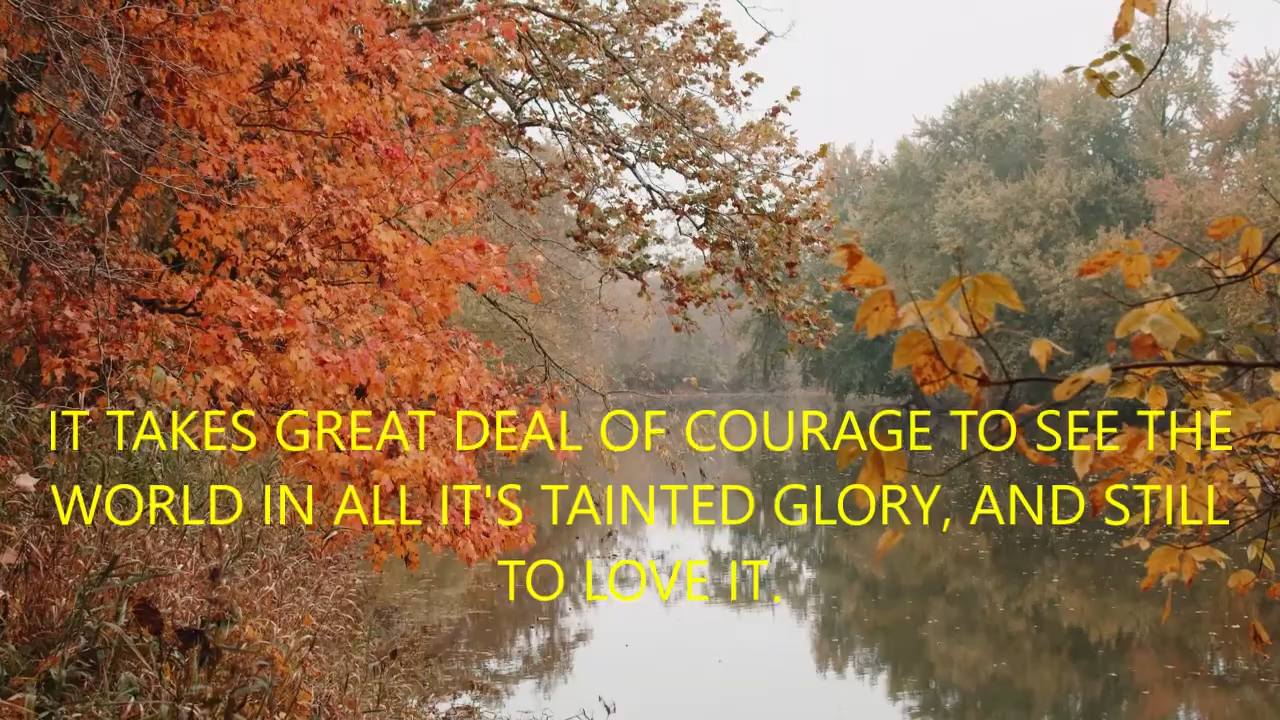 IT TAKES GREAT DEAL OF COURAGE TO SEE THE
WORLD IN ALL IT'S TAINTED GLORY, AND STILL
TO LOVE IT.